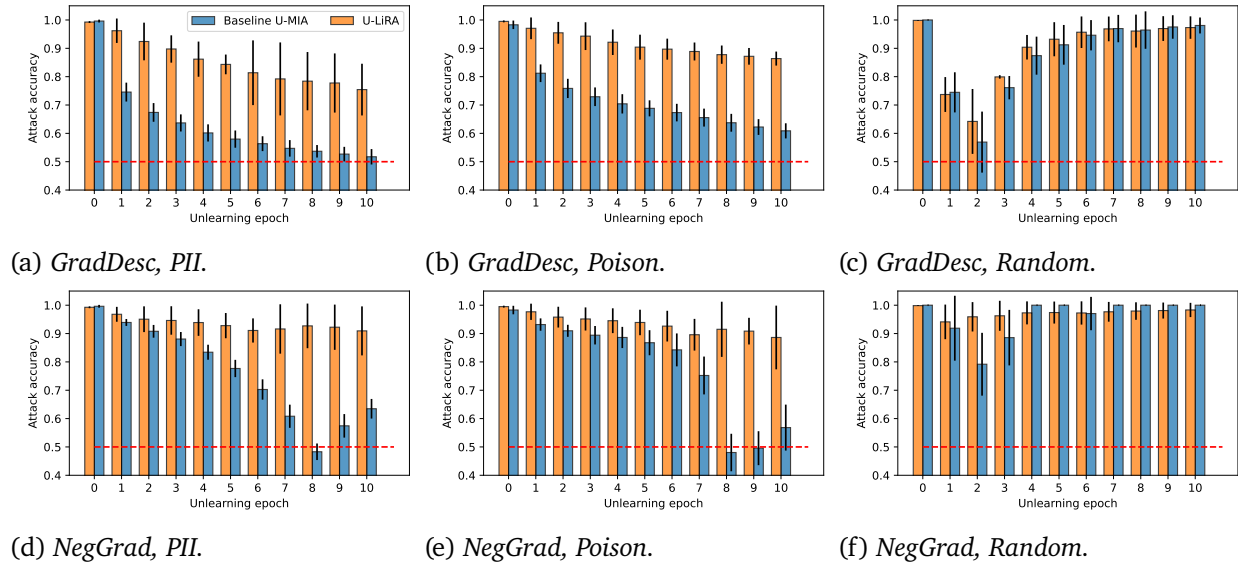 Baseline U-MIA U-LiRA
Attack accuracy
1.0
0.9
0.8
0.7
0.6
0.5
0.4
0 1 2 3 4 5 6 7 8 9 10
Unlearning epoch
(a) GradDesc, PII.
Attack accuracy
1.0
0.9
0.8
0.7
0.6
0.5
0.4
0 1 2 3 4 5 6 7 8 9 10
Unlearning epoch
(b) GradDesc, Poison.
Attack accuracy
1.0
0.9
0.8
0.7
0.6
0.5
0.4
0 1 2 3 4 5 6 7 8 9 10
Unlearning epoch
(c) GradDesc, Random.
Attack accuracy
1.0
0.9
0.8
0.7
0.6
0.5
0.4
0 1 2 3 4 5 6 7 8 9 10
Unlearning epoch
(d) NegGrad, PII.
Attack accuracy
1.0
0.9
0.8
0.7
0.6
0.5
0.4
0 1 2 3 4 5 6 7 8 9 10
Unlearning epoch
(e) NegGrad, Poison.
Attack accuracy
1.0
0.9
0.8
0.7
0.6
0.5
0.4
0 1 2 3 4 5 6 7 8 9 10
Unlearning epoch
(f) NegGrad, Random.